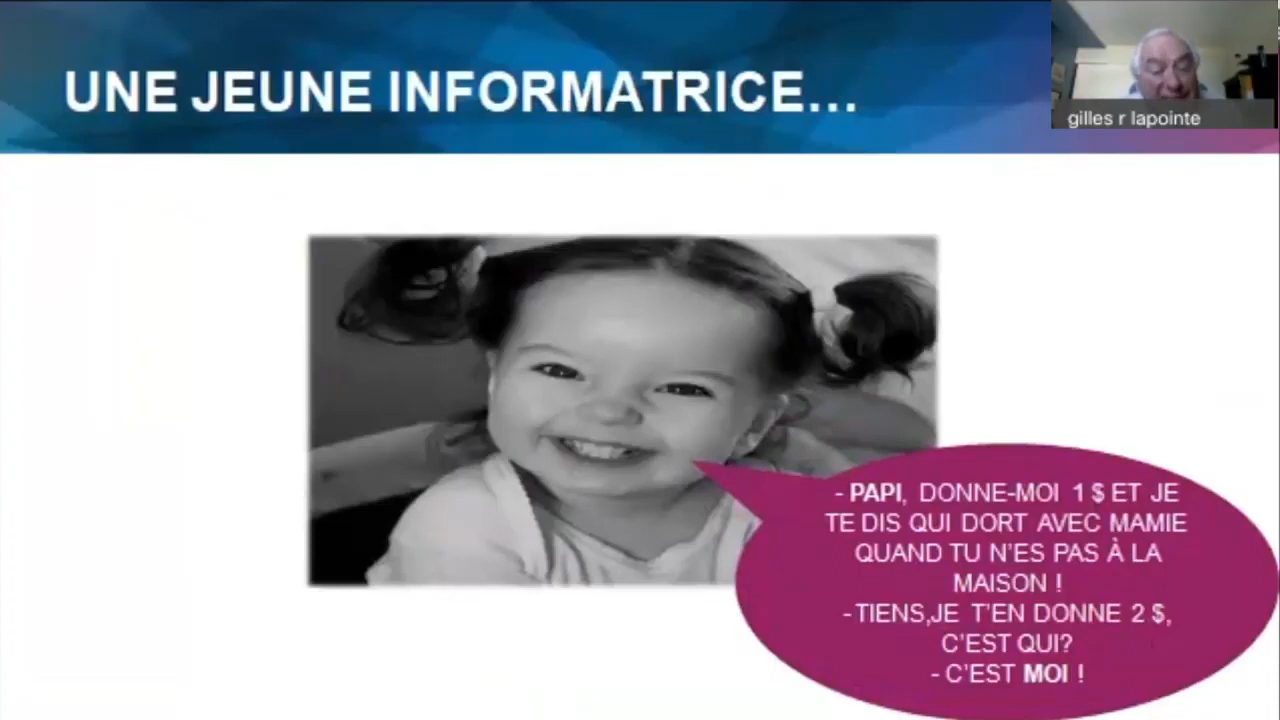 UNE JEUNE INFORMATRICE...
gilles r lapointe
- PAPI, DONNE-MOI 1 $ ET JE
TE DIS QUI DORT AVEC MAMIE
QUAND TU N'ES PAS À LA
MAISON !
- TIENS,JE T'EN DONNE 2 $,
C'EST QUI?
- C'EST MOI !